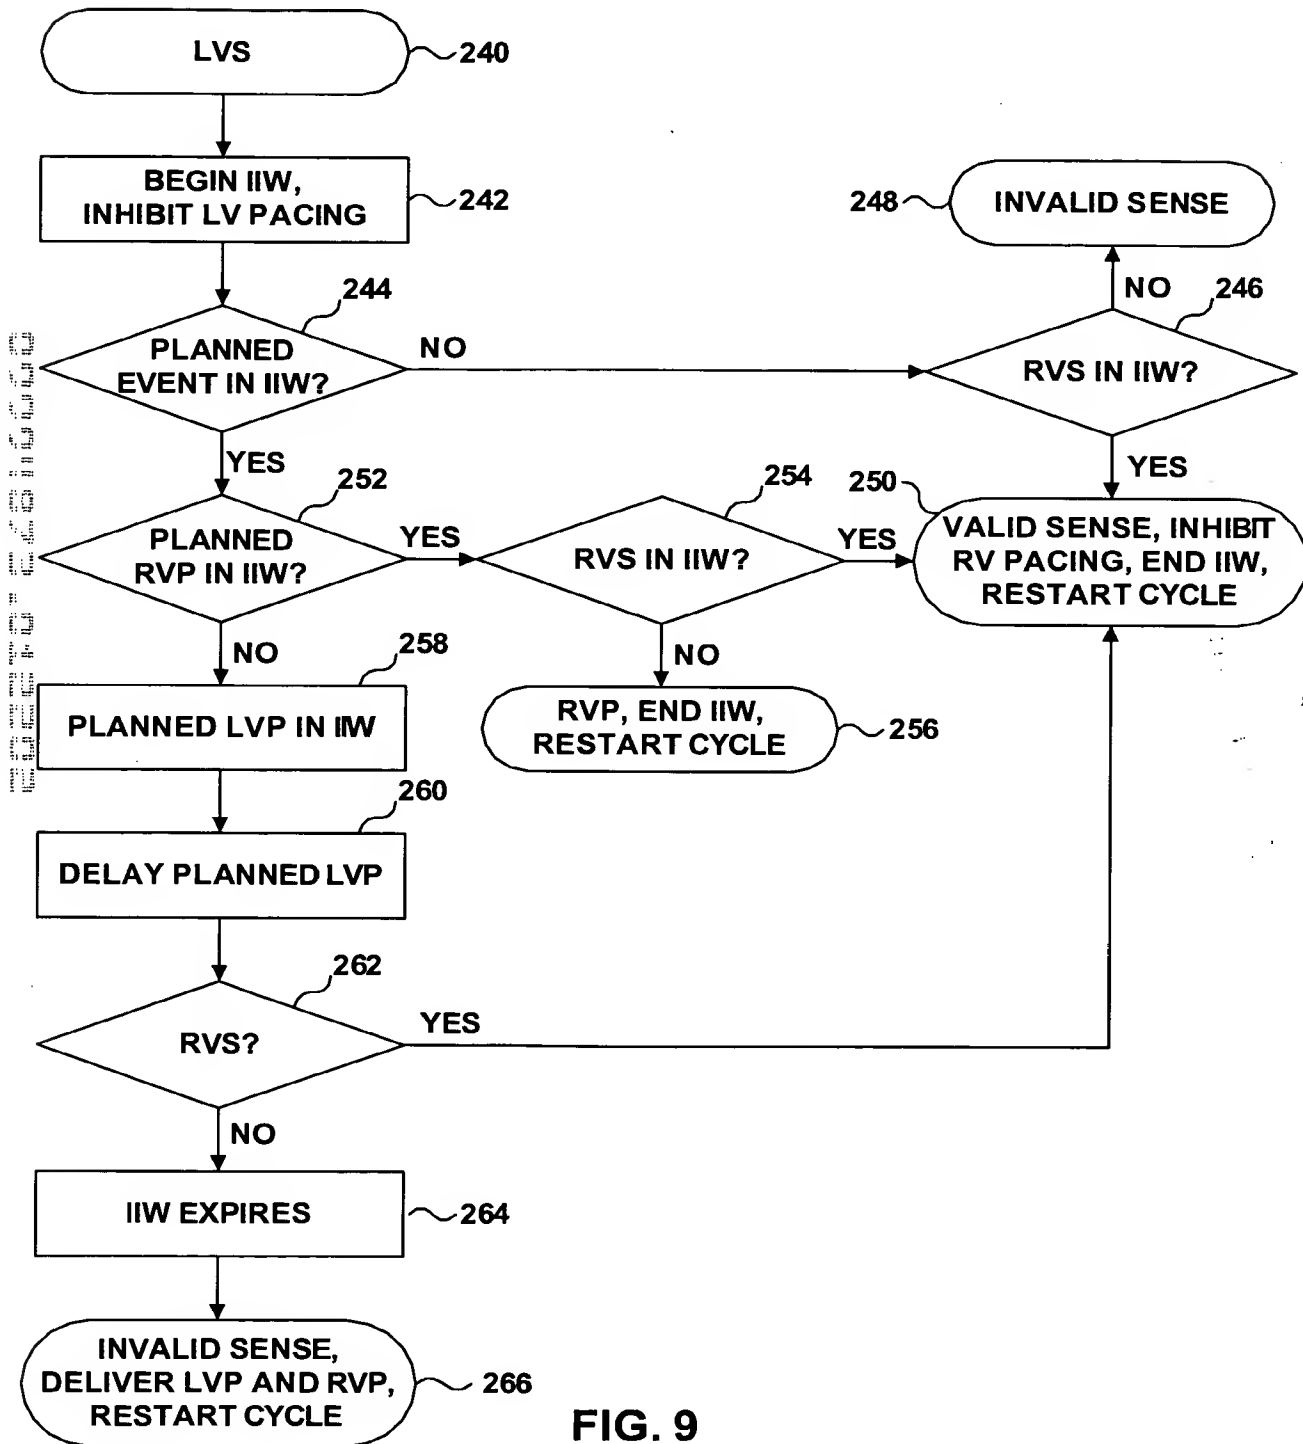 LVS
240
BEGIN IIW,
INHIBIT LV PACING
242
248
INVALID SENSE
244
NO
246
PLANNED
EVENT IN IIW?
NO
RVS IN IIW?
YES
YES
252
254
250
PLANNED
RVP IN IIW?
YES
RVS IN IIW?
YES
VALID SENSE, INHIBIT
RV PACING, END IIW,
RESTART CYCLE
NO
258
NO
PLANNED LVP IN IIW
RVP, END IIW,
RESTART CYCLE
256
260
DELAY PLANNED LVP
262
RVS?
YES
NO
IIW EXPIRES
264
INVALID SENSE,
DELIVER LVP AND RVP,
RESTART CYCLE
266
FIG. 9